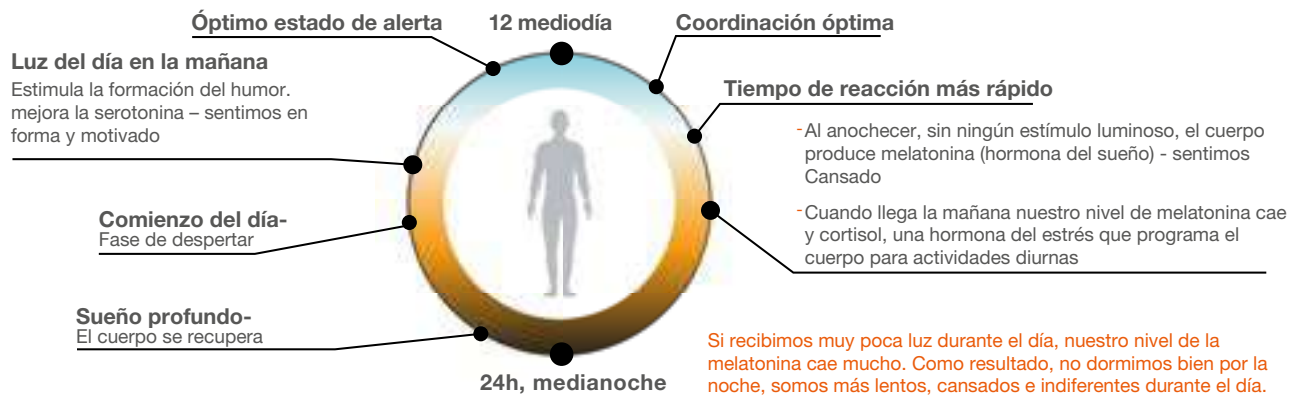 Óptimo estado de alerta
12 mediodía
Coordinación óptima
Luz del día en la mañana
Estimula la formación del humor.
mejora la serotonina – sentimos en
forma y motivado
Tiempo de reacción más rápido
-Al anochecer, sin ningún estímulo luminoso, el cuerpo
produce melatonina (hormona del sueño) - sentimos
Cansado
-Cuando llega la mañana nuestro nivel de melatonina cae
y cortisol, una hormona del estrés que programa el
cuerpo para actividades diurnas
Comienzo del día-
Fase de despertar
Sueño profundo-
El cuerpo se recupera
24h, medianoche
Si recibimos muy poca luz durante el día, nuestro nivel de la
melatonina cae mucho. Como resultado, no dormimos bien por la
noche, somos más lentos, cansados e indiferentes durante el día.